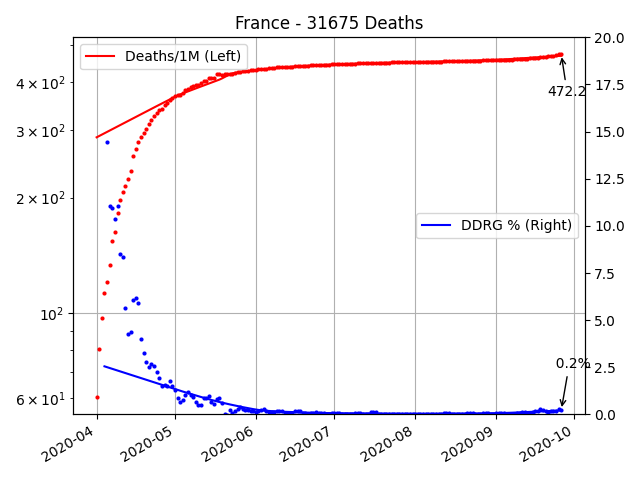 France - 31675 Deaths
Deaths/1M (Left)
DDRG % (Right)
472.2
0.2%
4 × 10²
3 × 10²
2 × 10²
10²
6 × 10¹
20.0
17.5
15.0
12.5
10.0
7.5
5.0
2.5
0.0
2020-04
2020-05
2020-06
2020-07
2020-08
2020-09
2020-10